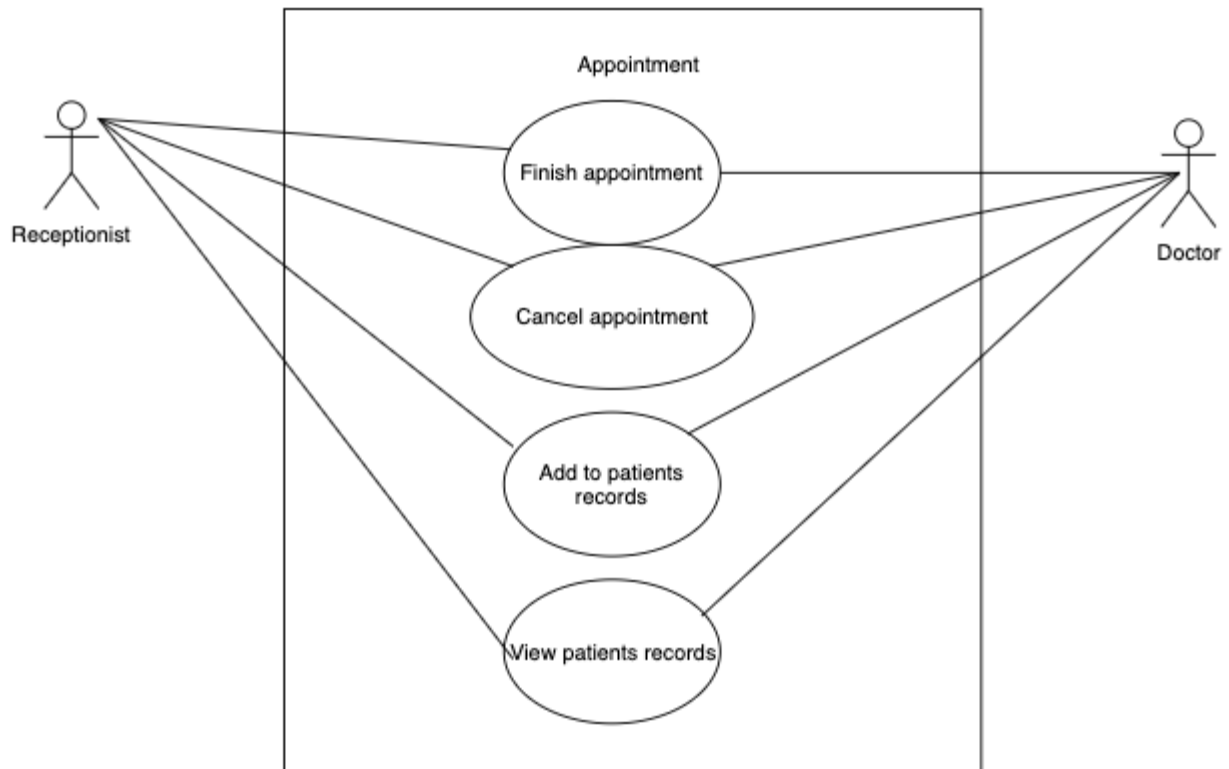 Appointment
Finish appointment
Receptionist
Doctor
Cancel appointment
Add to patients
records
View patients records